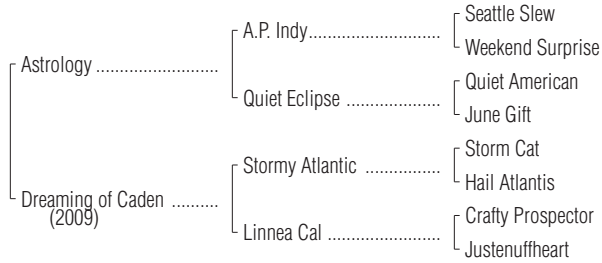 Seattle Slew
A.P. Indy..............................
Weekend Surprise
Astrology ............................
Quiet American
Quiet Eclipse ......................
June Gift
Storm Cat
Stormy Atlantic .................
Hail Atlantis
Dreaming of Caden ..........
(2009)
Crafty Prospector
Linnea Cal ..........................
Justenuffheart